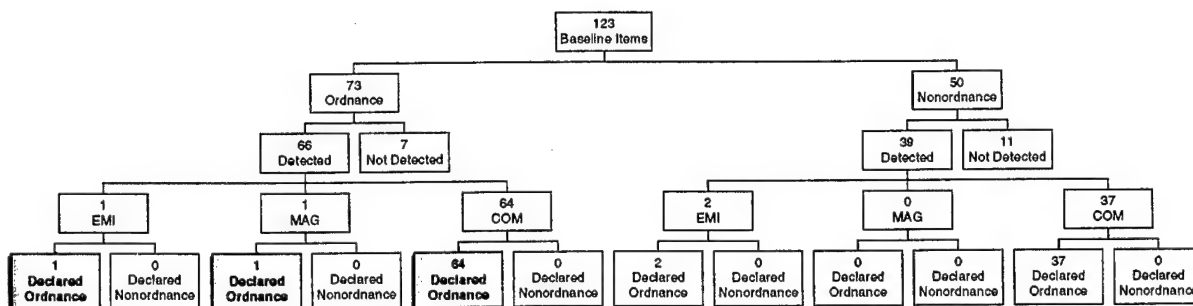 123
Baseline Items
73
Ordnance
50
Nonordnance
66
Detected
7
Not Detected
39
Detected
11
Not Detected
1
EMI
1
MAG
64
COM
2
EMI
0
MAG
37
COM
1
Declared
Ordnance
0
Declared
Nonordnance
1
Declared
Ordnance
0
Declared
Nonordnance
64
Declared
Ordnance
0
Declared
Nonordnance
2
Declared
Ordnance
0
Declared
Nonordnance
0
Declared
Ordnance
0
Declared
Nonordnance
37
Declared
Ordnance
0
Declared
Nonordnance